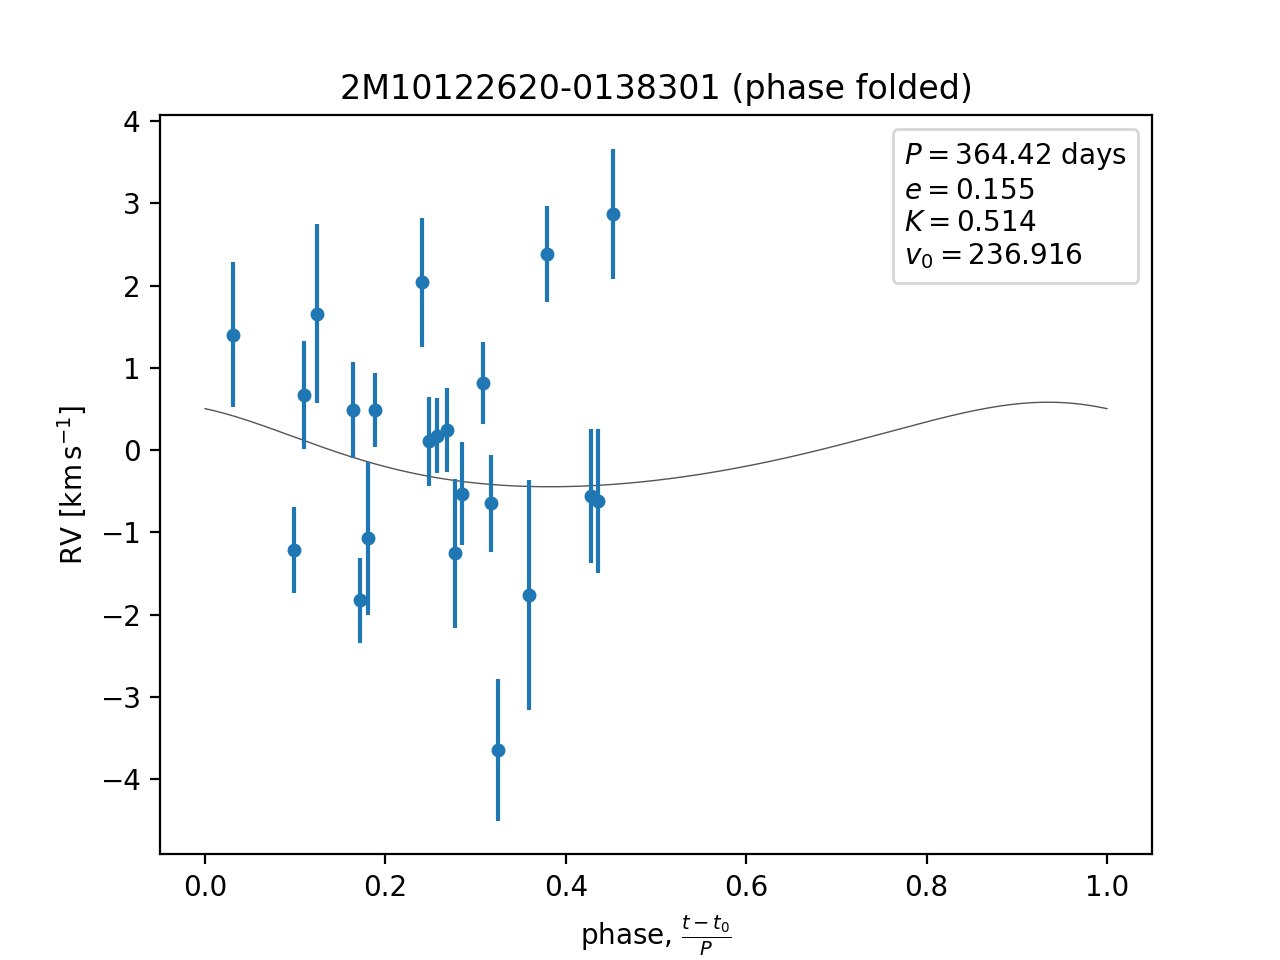 2M10122620-0138301 (phase folded)
P = 364.42 days
e = 0.155
K = 0.514
v₀ = 236.916
RV [km s⁻¹]
4
3
2
1
0
−1
−2
−3
−4
0.0 0.2 0.4 0.6 0.8 1.0
phase, (t − t₀)/P